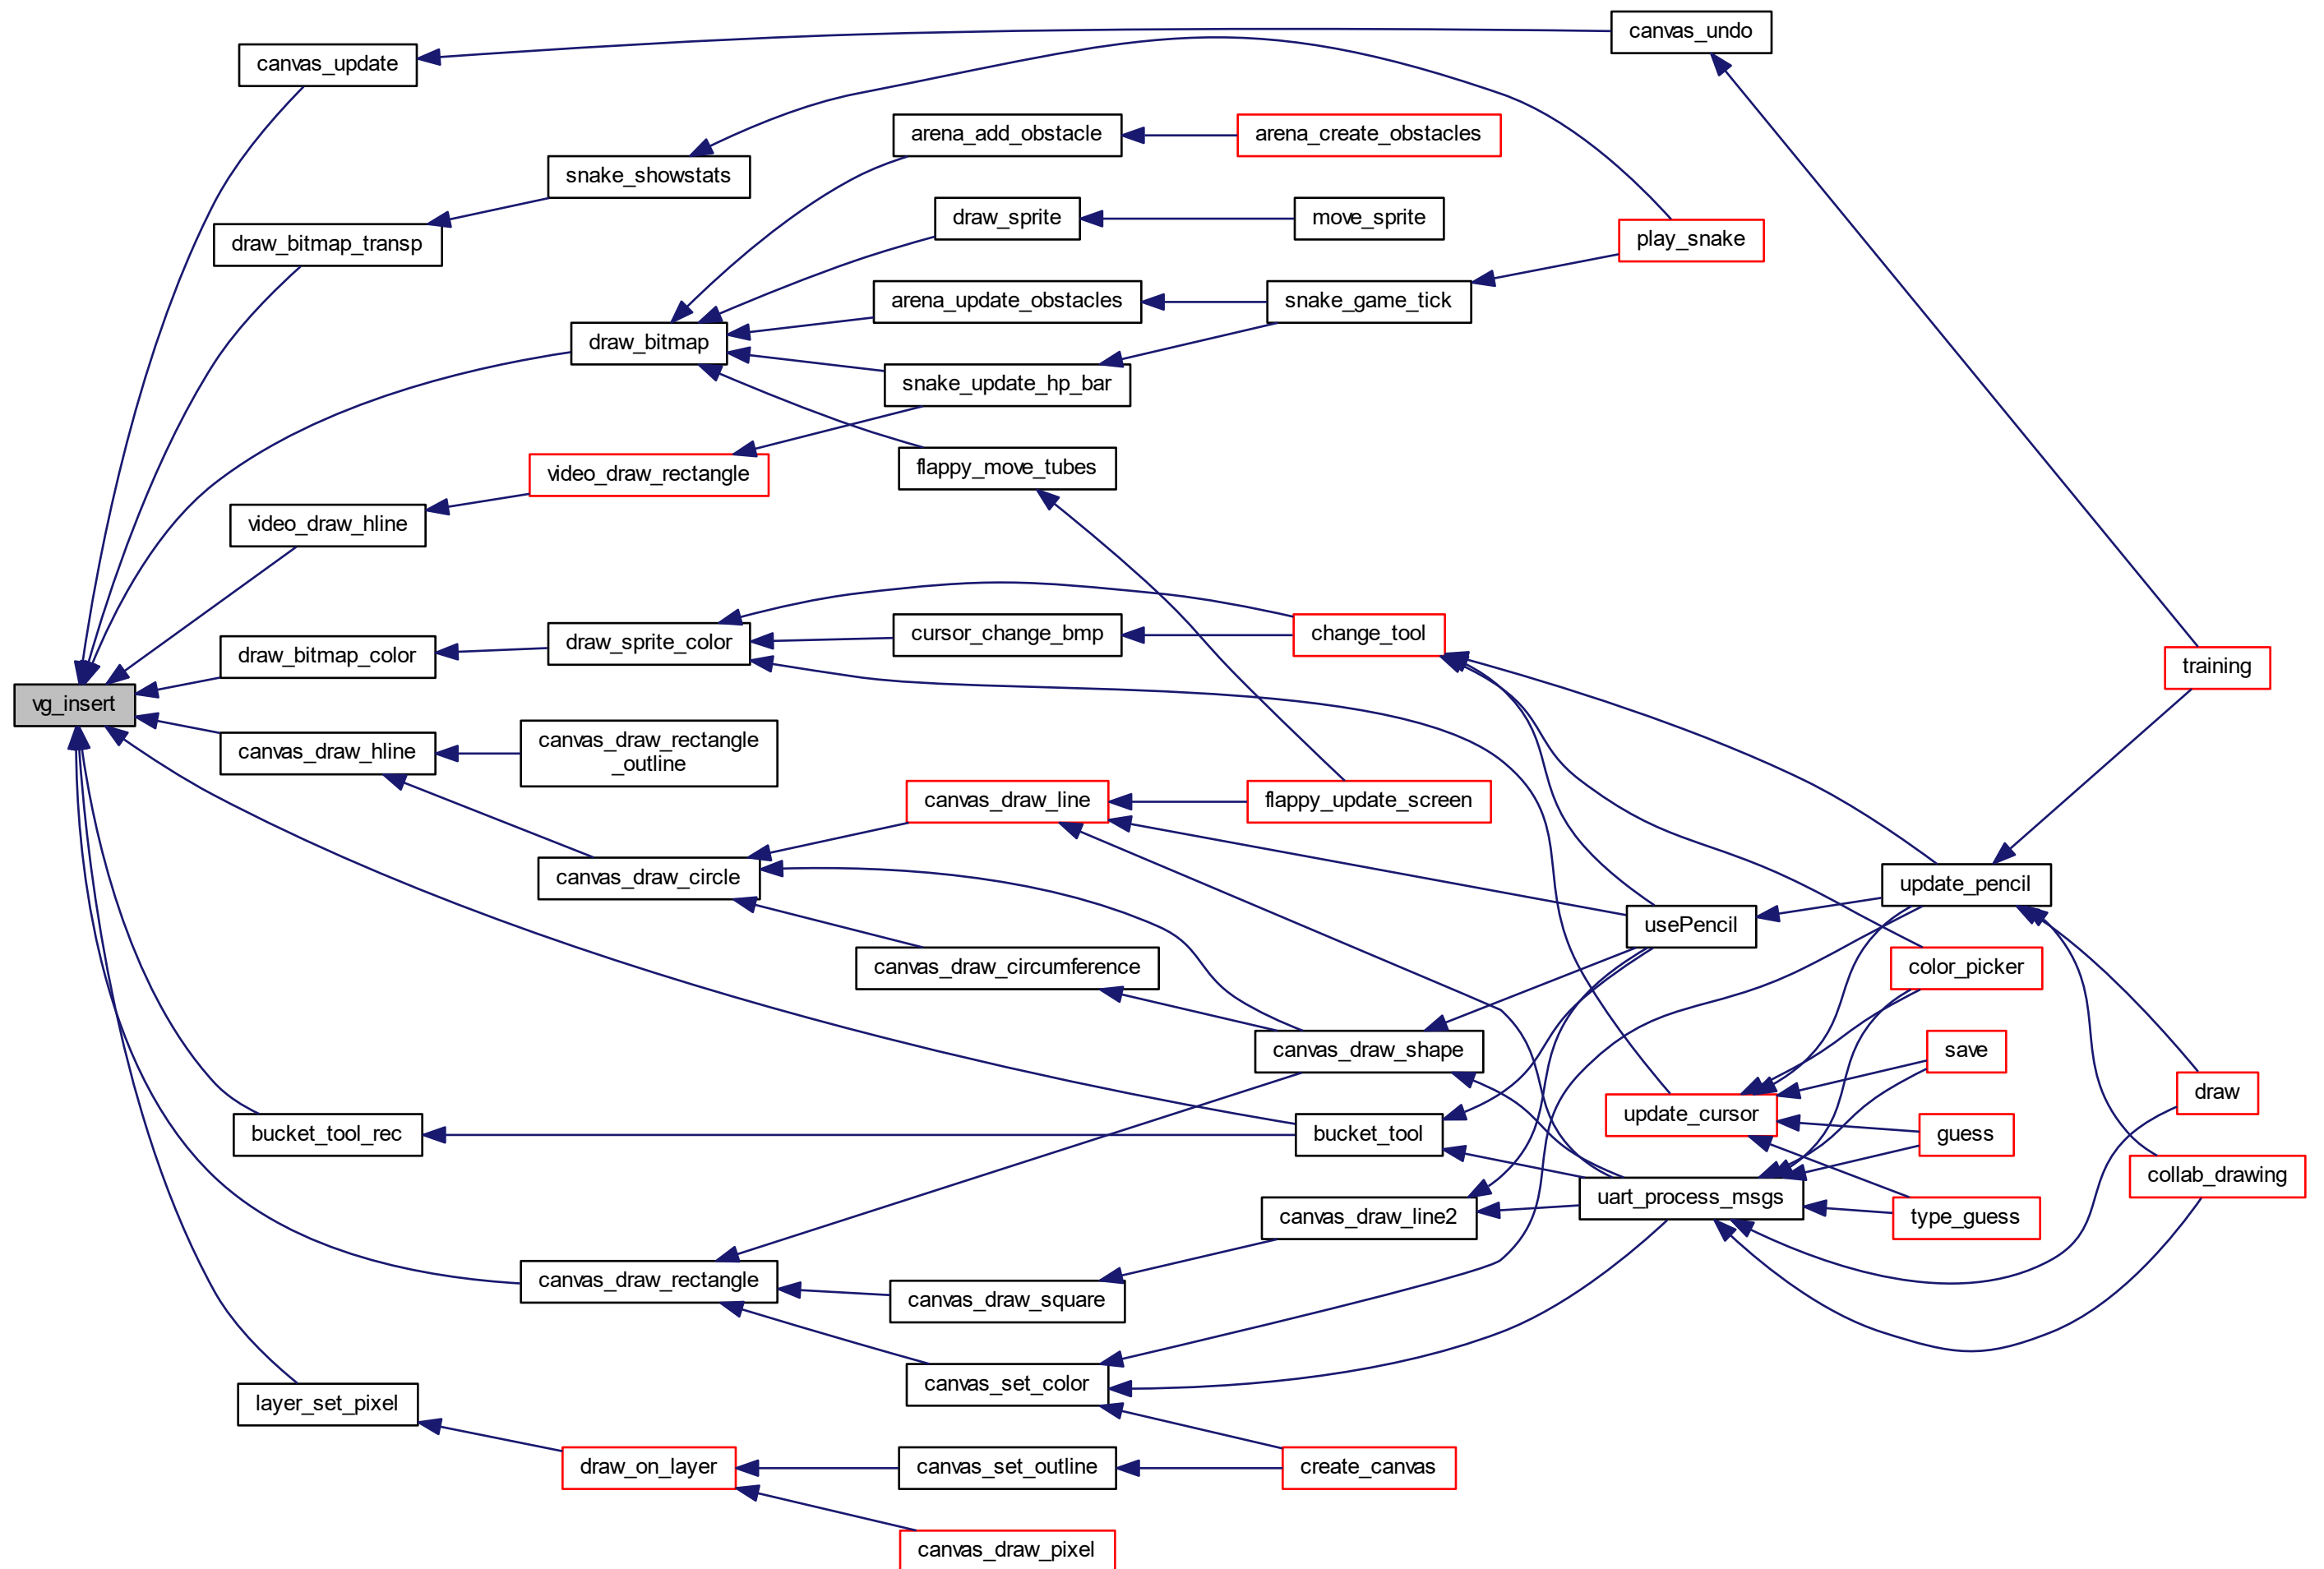 canvas_undo
canvas_update
arena_add_obstacle
arena_create_obstacles
snake_showstats
draw_sprite
move_sprite
draw_bitmap_transp
play_snake
arena_update_obstacles
snake_game_tick
draw_bitmap
snake_update_hp_bar
flappy_move_tubes
video_draw_rectangle
video_draw_hline
cursor_change_bmp
change_tool
draw_sprite_color
draw_bitmap_color
training
vg_insert
canvas_draw_hline
canvas_draw_rectangle
_outline
canvas_draw_line
flappy_update_screen
canvas_draw_circle
update_pencil
usePencil
canvas_draw_circumference
color_picker
canvas_draw_shape
save
draw
update_cursor
bucket_tool_rec
bucket_tool
guess
collab_drawing
uart_process_msgs
canvas_draw_line2
type_guess
canvas_draw_rectangle
canvas_draw_square
canvas_set_color
layer_set_pixel
draw_on_layer
canvas_set_outline
create_canvas
canvas_draw_pixel